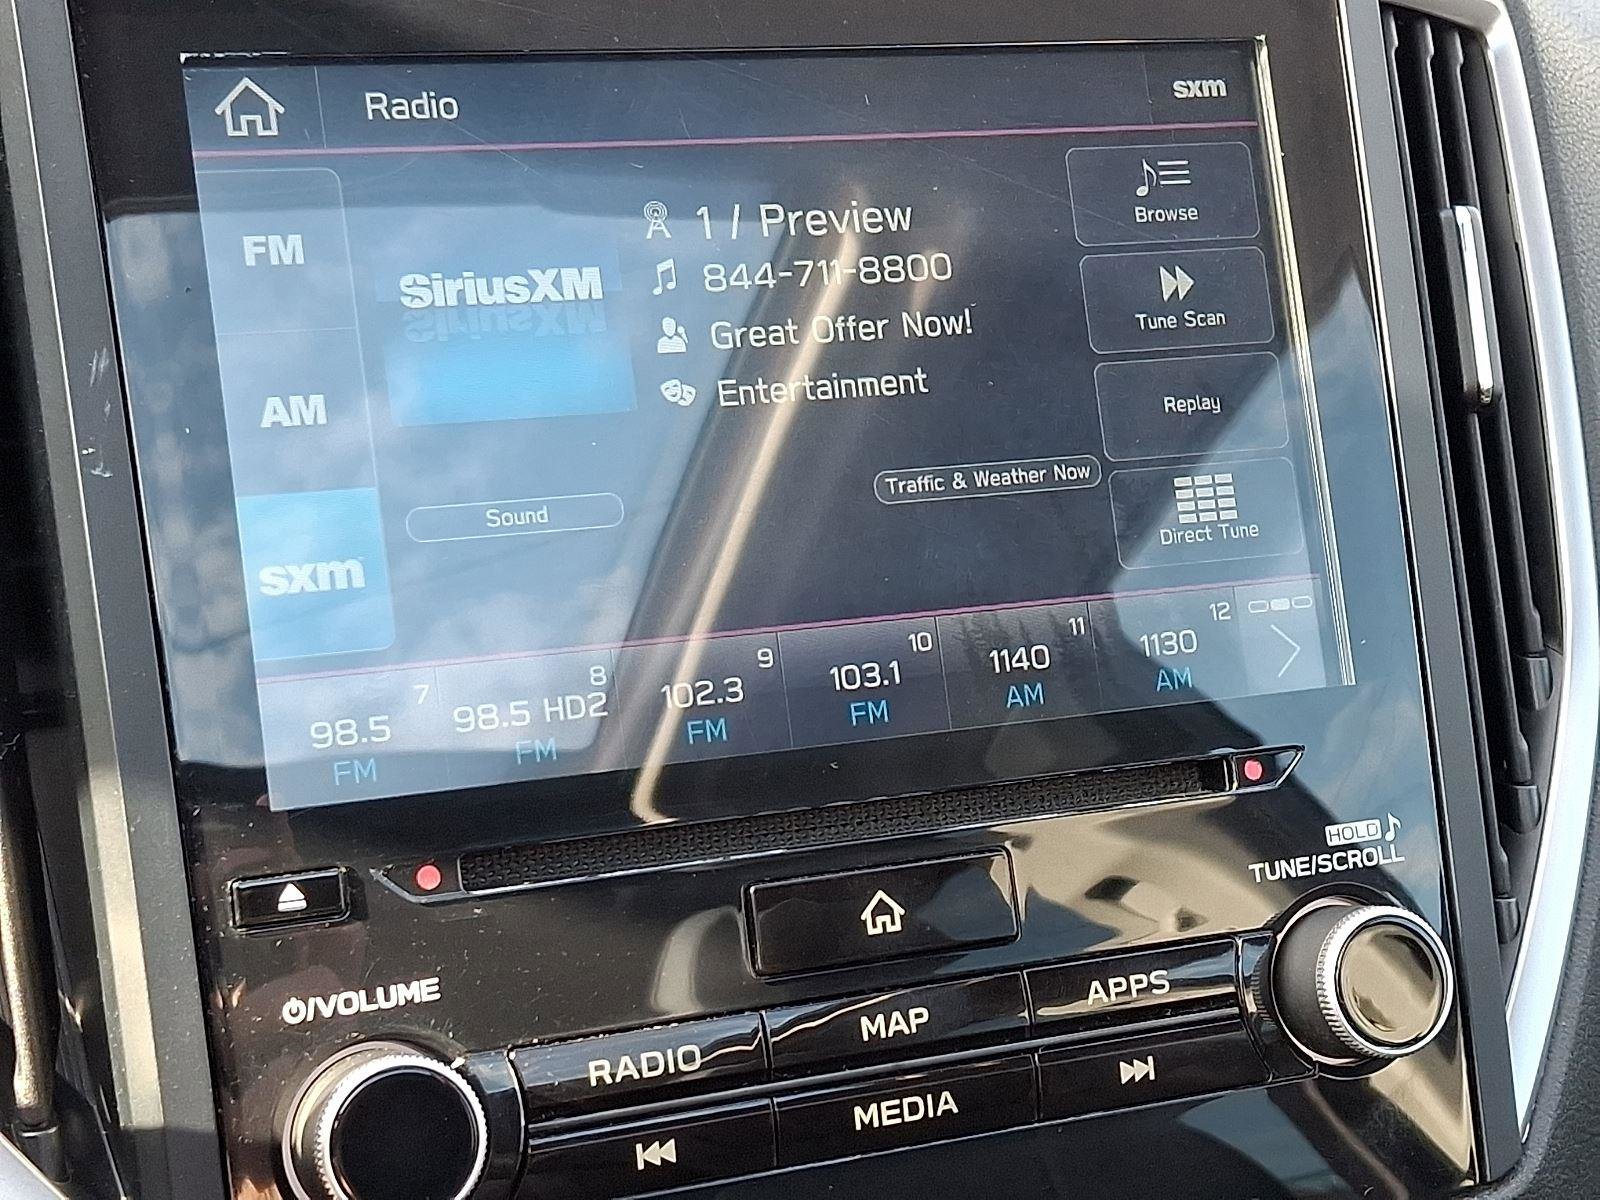 Radio
sxm
FM
AM
sxm
SiriusXM
1 / Preview
844-711-8800
Great Offer Now!
Entertainment
Sound
Traffic & Weather Now
Browse
Tune Scan
Replay
Direct Tune
7
98.5
FM
8
98.5 HD2
FM
9
102.3
FM
10
103.1
FM
11
1140
AM
12
1130
AM
HOLD
TUNE/SCROLL
/VOLUME
RADIO
MAP
APPS
MEDIA